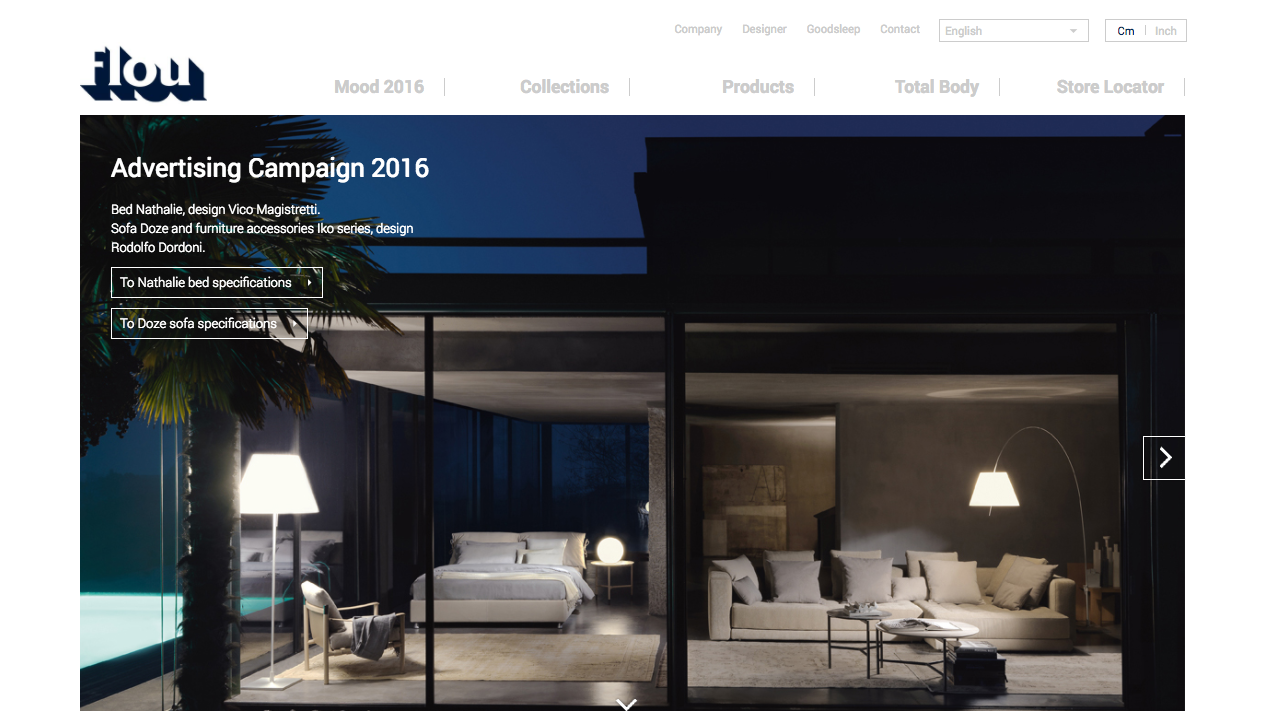 Company Designer Goodsleep Contact English Cm Inch
flou
Mood 2016 Collections Products Total Body Store Locator
Advertising Campaign 2016
Bed Nathalie, design Vico Magistretti.
Sofa Doze and furniture accessories Iko series, design
Rodolfo Dordoni.
To Nathalie bed specifications
To Doze sofa specifications